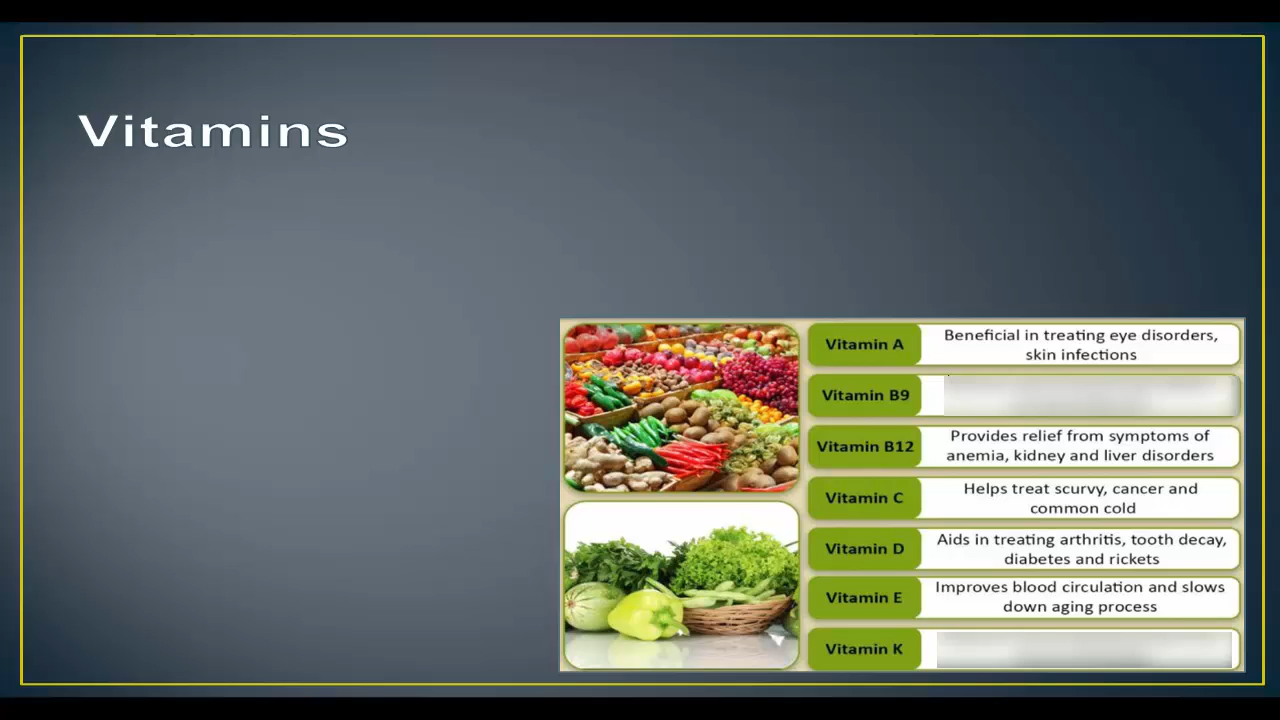 Vitamins
Vitamin A
Beneficial in treating eye disorders,
skin infections
Vitamin B9
Vitamin B12
Provides relief from symptoms of
anemia, kidney and liver disorders
Vitamin C
Helps treat scurvy, cancer and
common cold
Vitamin D
Aids in treating arthritis, tooth decay,
diabetes and rickets
Vitamin E
Improves blood circulation and slows
down aging process
Vitamin K